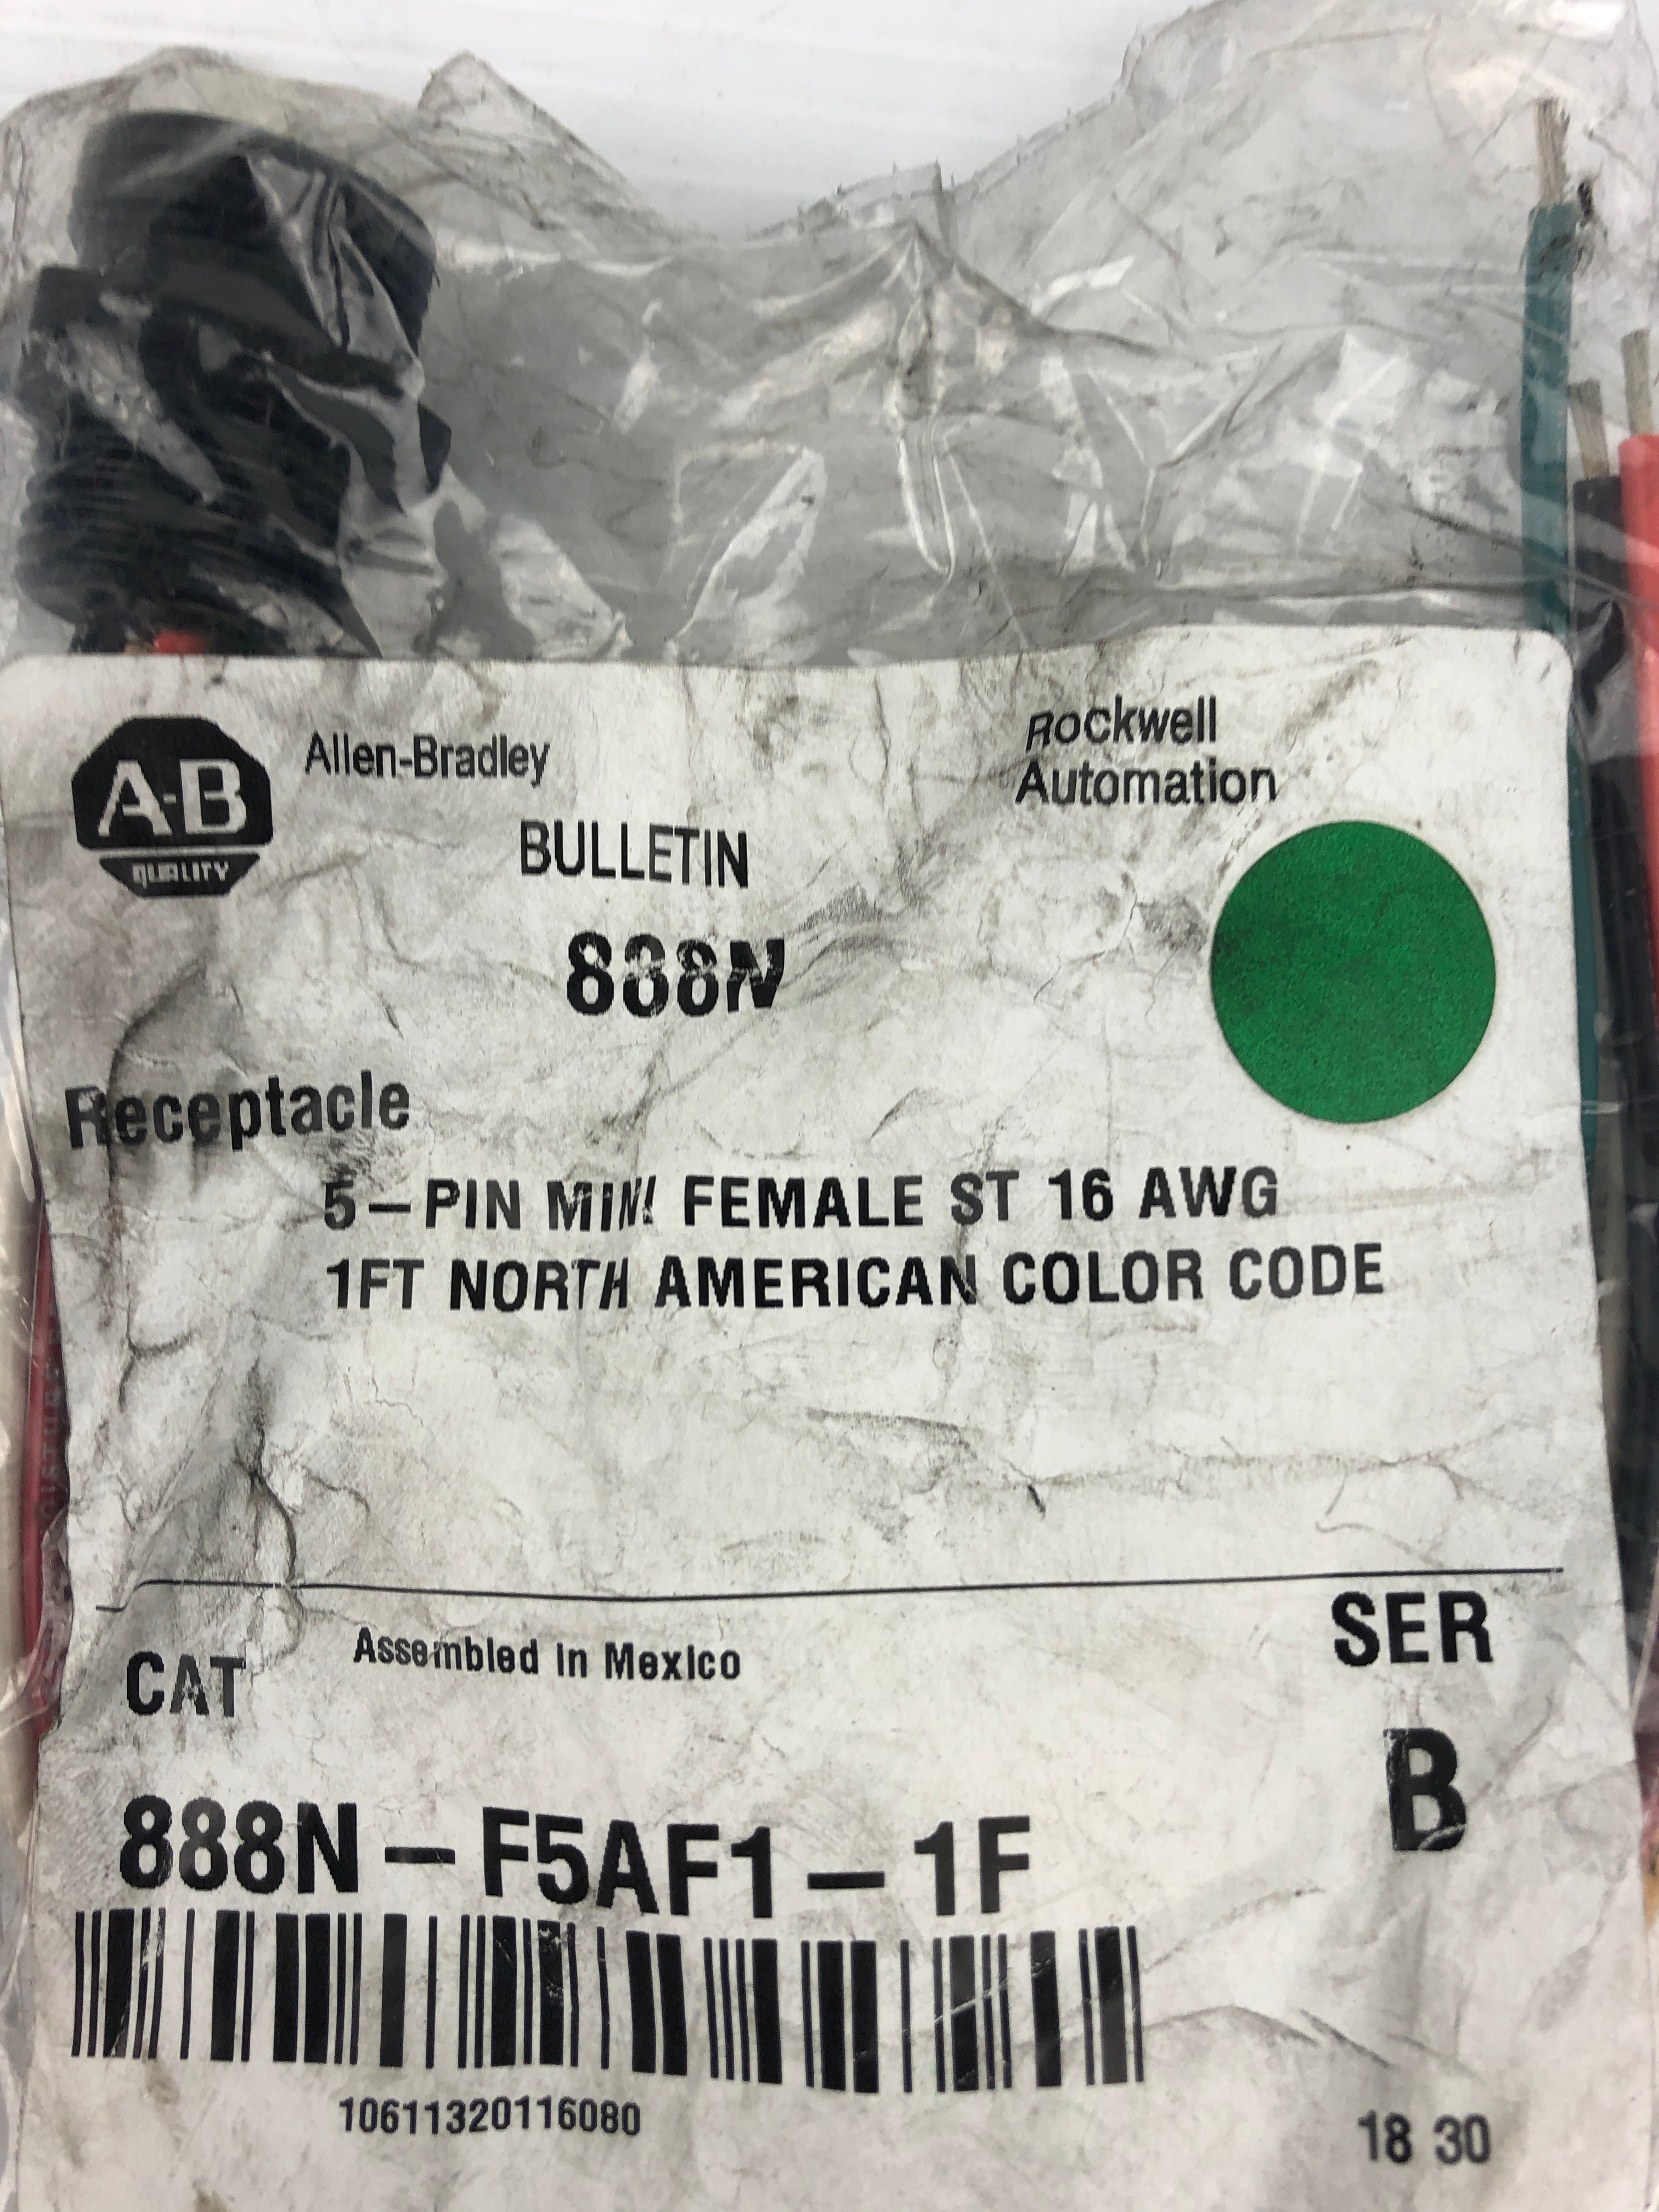 A-B
QUALITY
Allen-Bradley
Rockwell
Automation
BULLETIN
888N
Receptacle
5-PIN MINI FEMALE ST 16 AWG
1FT NORTH AMERICAN COLOR CODE
CAT
Assembled in Mexico
SER
B
888N-F5AF1-1F
10611320116080
18 30